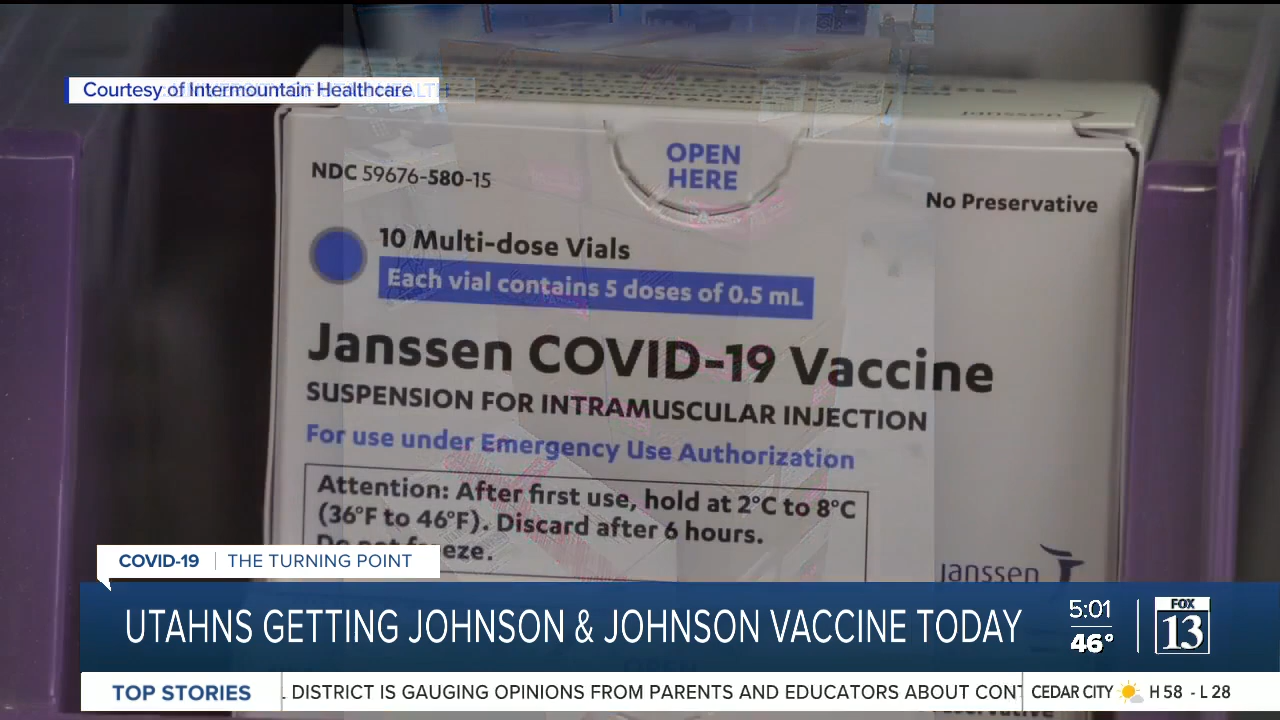 Courtesy of Intermountain Healthcare
Janssen
OPEN
HERE
NDC 59676-580-15
No Preservative
10 Multi-dose Vials
Each vial contains 5 doses of 0.5 mL
Janssen COVID-19 Vaccine
SUSPENSION FOR INTRAMUSCULAR INJECTION
For use under Emergency Use Authorization
Attention: After first use, hold at 2°C to 8°C
(36°F to 46°F). Discard after 6 hours.
Do not freeze.
Janssen
COVID-19 | THE TURNING POINT
UTAHNS GETTING JOHNSON & JOHNSON VACCINE TODAY
5:01
46°
FOX
13
TOP STORIES
. DISTRICT IS GAUGING OPINIONS FROM PARENTS AND EDUCATORS ABOUT
CEDAR CITY H 58 - L 28